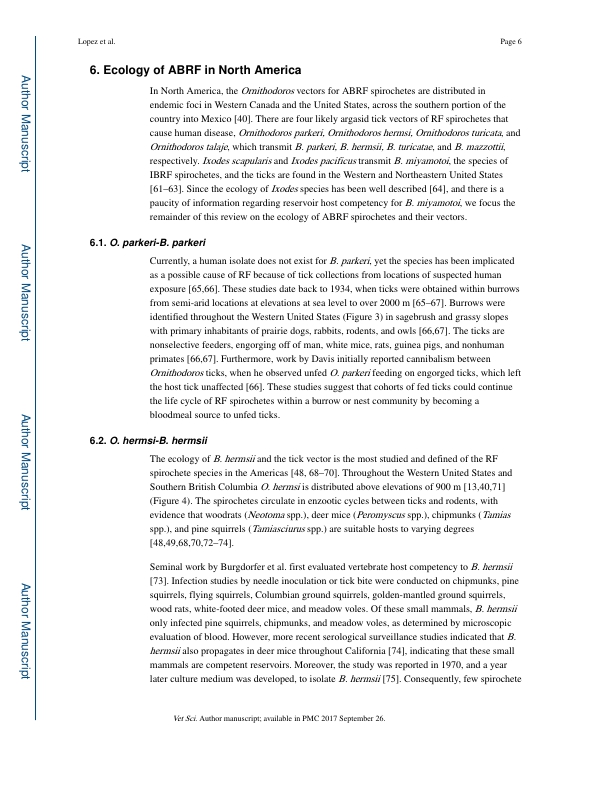 Lopez et al.
Page 6
6. Ecology of ABRF in North America
In North America, the Ornithodoros vectors for ABRF spirochetes are distributed in
endemic foci in Western Canada and the United States, across the southern portion of the
country into Mexico [40]. There are four likely argasid tick vectors of RF spirochetes that
cause human disease, Ornithodoros parkeri, Ornithodoros hermsi, Ornithodoros turicata, and
Ornithodoros talaje, which transmit B. parkeri, B. hermsii, B. turicatae, and B. mazzottii,
respectively. Ixodes scapularis and Ixodes pacificus transmit B. miyamotoi, the species of
IBRF spirochetes, and the ticks are found in the Western and Northeastern United States
[61–63]. Since the ecology of Ixodes species has been well described [64], and there is a
paucity of information regarding reservoir host competency for B. miyamotoi, we focus the
remainder of this review on the ecology of ABRF spirochetes and their vectors.
6.1. O. parkeri-B. parkeri
Currently, a human isolate does not exist for B. parkeri, yet the species has been implicated
as a possible cause of RF because of tick collections from locations of suspected human
exposure [65,66]. These studies date back to 1934, when ticks were obtained within burrows
from semi-arid locations at elevations at sea level to over 2000 m [65–67]. Burrows were
identified throughout the Western United States (Figure 3) in sagebrush and grassy slopes
with primary inhabitants of prairie dogs, rabbits, rodents, and owls [66,67]. The ticks are
nonselective feeders, engorging off of man, white mice, rats, guinea pigs, and nonhuman
primates [66,67]. Furthermore, work by Davis initially reported cannibalism between
Ornithodoros ticks, when he observed unfed O. parkeri feeding on engorged ticks, which left
the host tick unaffected [66]. These studies suggest that cohorts of fed ticks could continue
the life cycle of RF spirochetes within a burrow or nest community by becoming a
bloodmeal source to unfed ticks.
6.2. O. hermsi-B. hermsii
The ecology of B. hermsii and the tick vector is the most studied and defined of the RF
spirochete species in the Americas [48, 68–70]. Throughout the Western United States and
Southern British Columbia O. hermsi is distributed above elevations of 900 m [13,40,71]
(Figure 4). The spirochetes circulate in enzootic cycles between ticks and rodents, with
evidence that woodrats (Neotoma spp.), deer mice (Peromyscus spp.), chipmunks (Tamias
spp.), and pine squirrels (Tamiasciurus spp.) are suitable hosts to varying degrees
[48,49,68,70,72–74].
Seminal work by Burgdorfer et al. first evaluated vertebrate host competency to B. hermsii
[73]. Infection studies by needle inoculation or tick bite were conducted on chipmunks, pine
squirrels, flying squirrels, Columbian ground squirrels, golden-mantled ground squirrels,
wood rats, white-footed deer mice, and meadow voles. Of these small mammals, B. hermsii
only infected pine squirrels, chipmunks, and meadow voles, as determined by microscopic
evaluation of blood. However, more recent serological surveillance studies indicated that B.
hermsii also propagates in deer mice throughout California [74], indicating that these small
mammals are competent reservoirs. Moreover, the study was reported in 1970, and a year
later culture medium was developed, to isolate B. hermsii [75]. Consequently, few spirochete
Vet Sci. Author manuscript; available in PMC 2017 September 26.
Author Manuscript
Author Manuscript
Author Manuscript
Author Manuscript